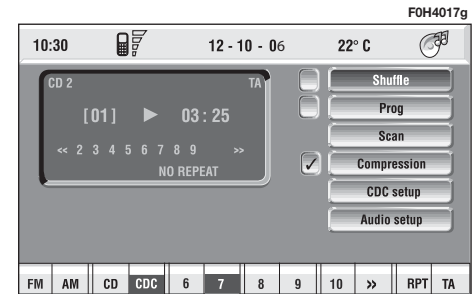 F0H4017g
10:30 12 - 10 - 06 22° C
CD 2 TA
[01] 03 : 25
<< 2 3 4 5 6 7 8 9 >>
NO REPEAT
Shuffle
Prog
Scan
Compression
CDC setup
Audio setup
FM AM CD CDC 6 7 8 9 10 >> RPT TA